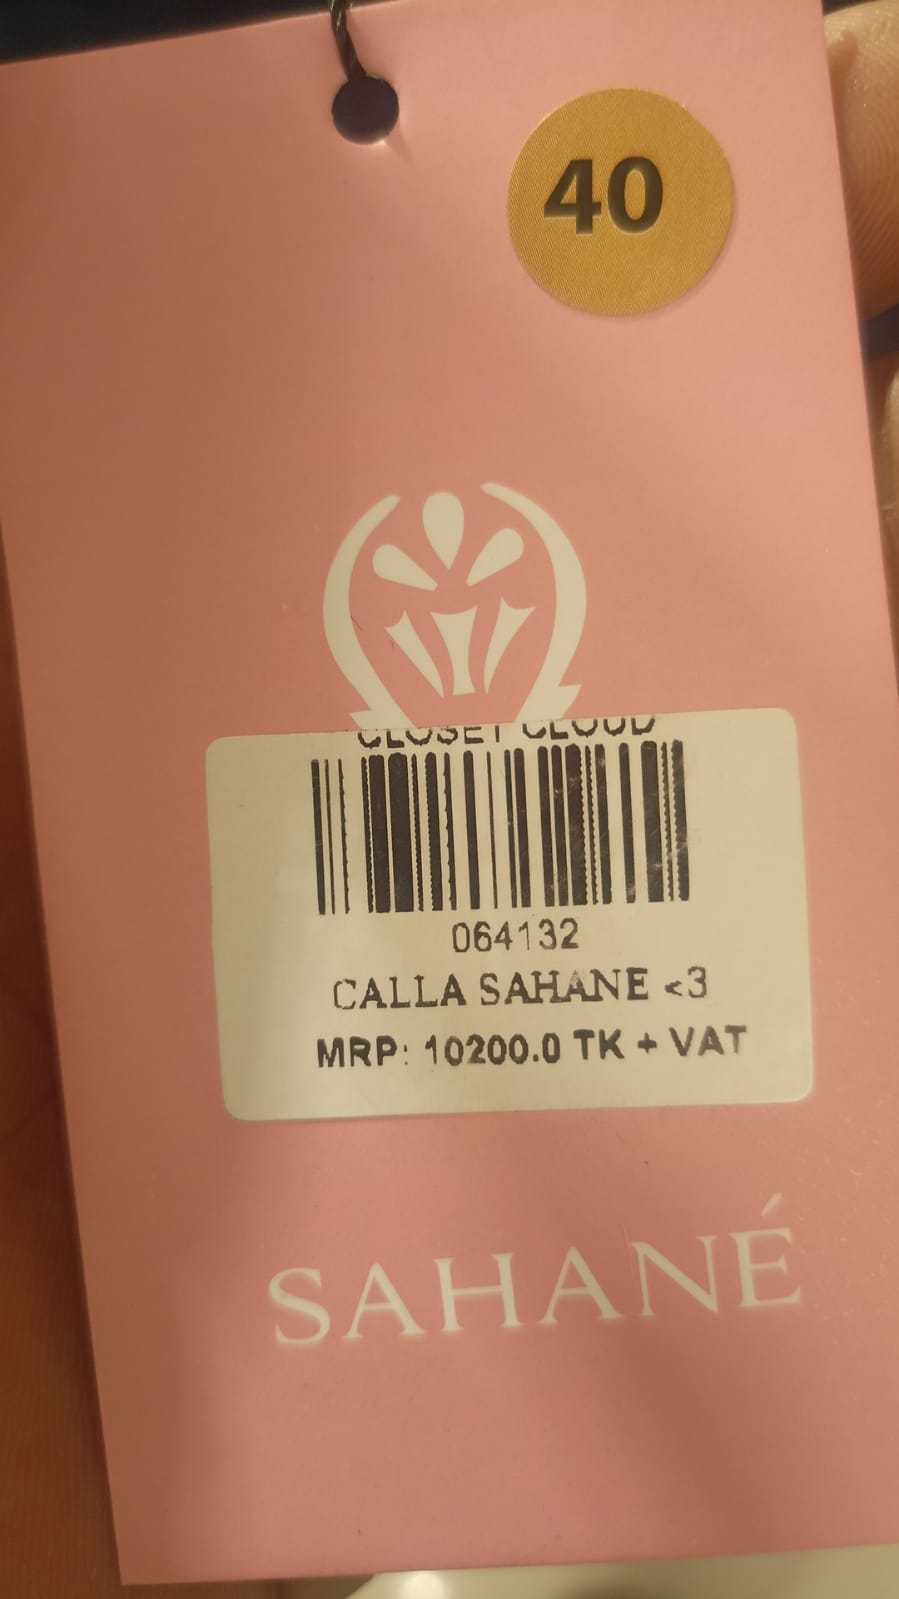 40
CLOSET CLOUD
064132
CALLA SAHANE <3
MRP: 10200.0 TK + VAT
SAHANÉ